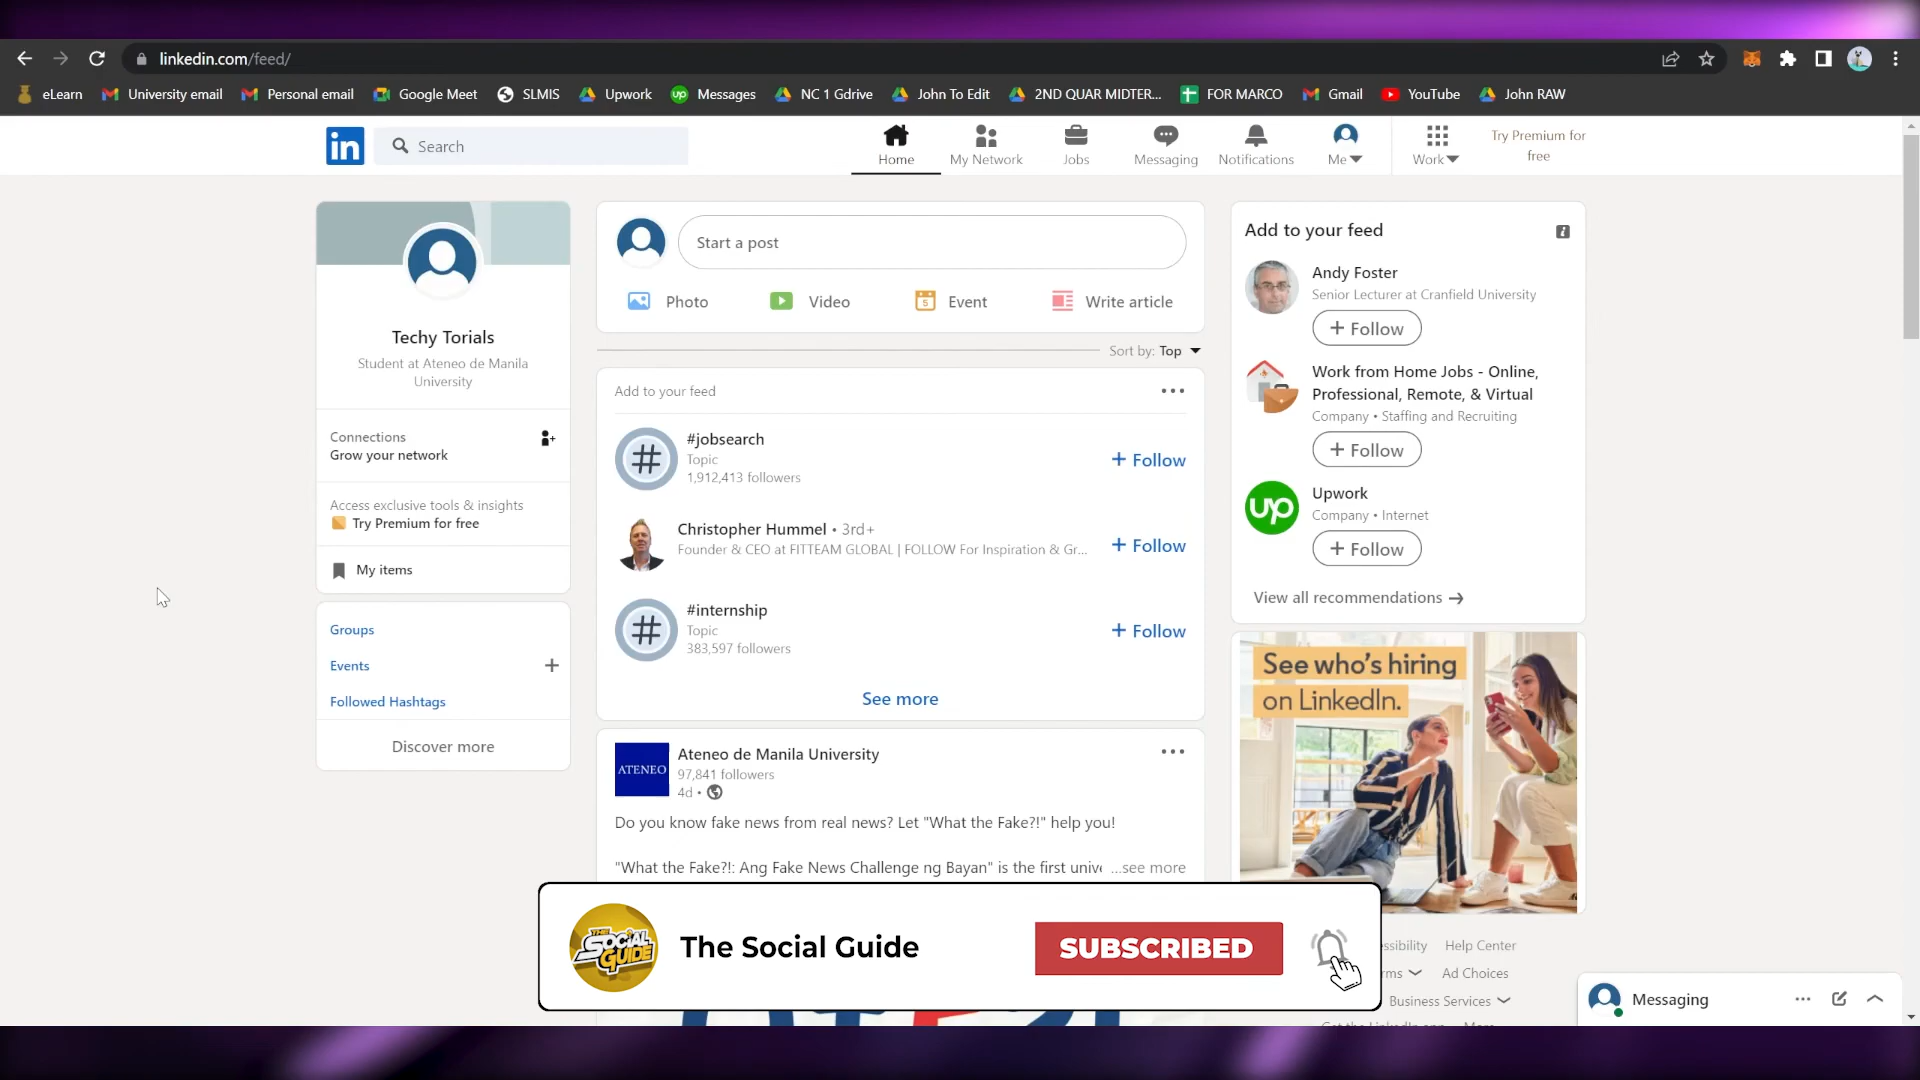 linkedin.com/feed/
eLearn
University email
Personal email
Google Meet
SLMIS
Upwork
up
Messages
NC 1 Gdrive
John To Edit
2ND QUAR MIDTER...
FOR MARCO
Gmail
YouTube
John RAW
in
Search
Home
My Network
Jobs
Messaging
Notifications
Me
Work
Try Premium for
free
Techy Torials
Student at Ateneo de Manila
University
Connections
Grow your network
Access exclusive tools & insights
Try Premium for free
My items
Groups
Events
Followed Hashtags
Discover more
Start a post
Photo
Video
5
Event
Write article
Sort by: Top
Add to your feed
#jobsearch
Topic
1,912,413 followers
+ Follow
Christopher Hummel • 3rd+
Founder & CEO at FITTEAM GLOBAL | FOLLOW For Inspiration & Gr...
+ Follow
#internship
Topic
383,597 followers
+ Follow
See more
ATENEO
Ateneo de Manila University
97,841 followers
4d •
Do you know fake news from real news? Let "What the Fake?!" help you!
"What the Fake?!: Ang Fake News Challenge ng Bayan" is the first unive ...see more
Add to your feed
Andy Foster
Senior Lecturer at Cranfield University
+ Follow
Work from Home Jobs - Online,
Professional, Remote, & Virtual
Company • Staffing and Recruiting
+ Follow
up
Upwork
Company • Internet
+ Follow
View all recommendations →
See who's hiring
on LinkedIn.
Help Center
Ad Choices
Business Services
THE SOCIAL GUIDE
The Social Guide
SUBSCRIBED
Messaging